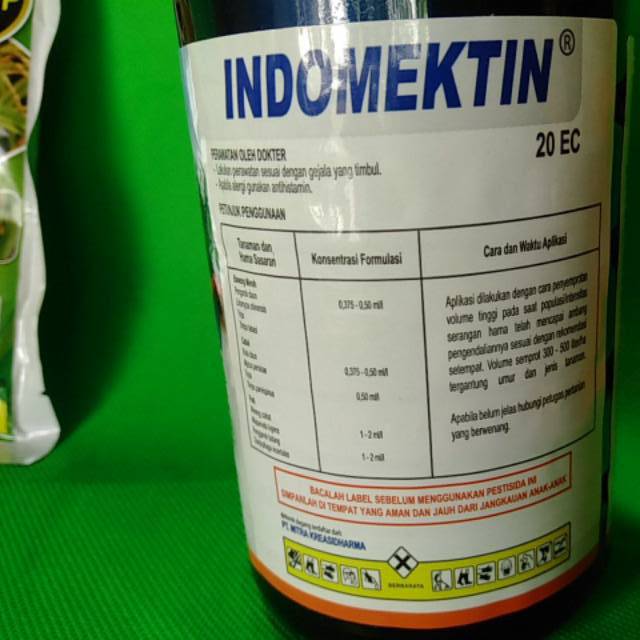 INDOMEKTIN®
20 EC
PERAWATAN OLEH DOKTER
- Lakukan perawatan sesuai dengan gejala yang timbul.
- Apabila alergi gunakan antihistamin.
PETUNJUK PENGGUNAAN
Tanaman dan
Hama Sasaran
Konsentrasi Formulasi
Cara dan Waktu Aplikasi
Bawang Merah
0,375 - 0,50 ml/l
Cabai
0,375 - 0,50 ml/l
0,50 ml/l
1 - 2 ml/l
1 - 2 ml/l
Aplikasi dilakukan dengan cara penyemprotan
volume tinggi pada saat populasi/intensitas
serangan hama telah mencapai ambang
pengendaliannya sesuai dengan rekomendasi
setempat. Volume semprot 300 - 500 liter/ha
tergantung umur dan jenis tanaman.
Apabila belum jelas hubungi petugas pertanian
yang berwenang.
BACALAH LABEL SEBELUM MENGGUNAKAN PESTISIDA INI
SIMPANLAH DI TEMPAT YANG AMAN DAN JAUH DARI JANGKAUAN ANAK-ANAK
PT. MITRA KREASIDHARMA
BERBAHAYA